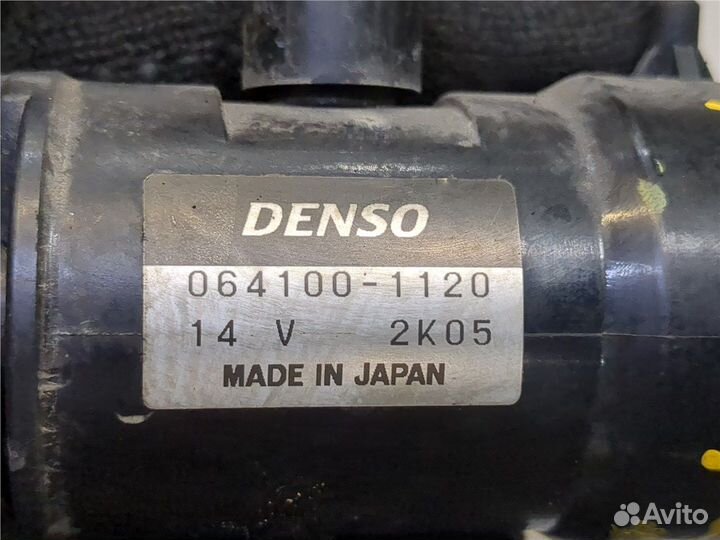 DENSO
064100-1120
14 V 2K05
MADE IN JAPAN
Avito